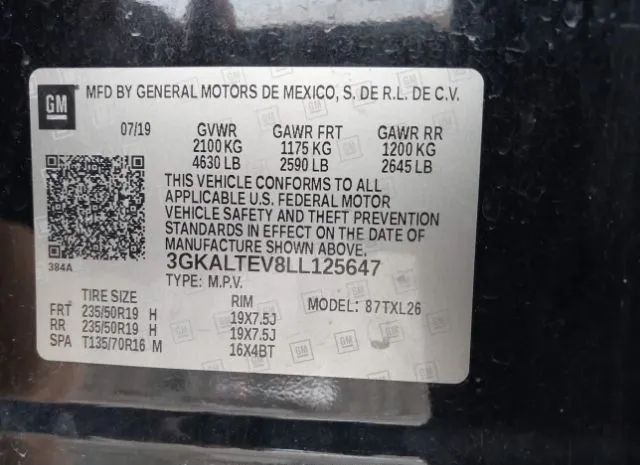 GM
MFD BY GENERAL MOTORS DE MEXICO, S. DE R.L. DE C.V.
07/19 GVWR GAWR FRT GAWR RR
2100 KG 1175 KG 1200 KG
4630 LB 2590 LB 2645 LB
THIS VEHICLE CONFORMS TO ALL
APPLICABLE U.S. FEDERAL MOTOR
VEHICLE SAFETY AND THEFT PREVENTION
STANDARDS IN EFFECT ON THE DATE OF
MANUFACTURE SHOWN ABOVE.
384A
3GKALTEV8LL125647
TYPE: M.P.V.
TIRE SIZE RIM MODEL: 87TXL26
FRT 235/50R19 H 19X7.5J
RR 235/50R19 H 19X7.5J
SPA T135/70R16 M 16X4BT